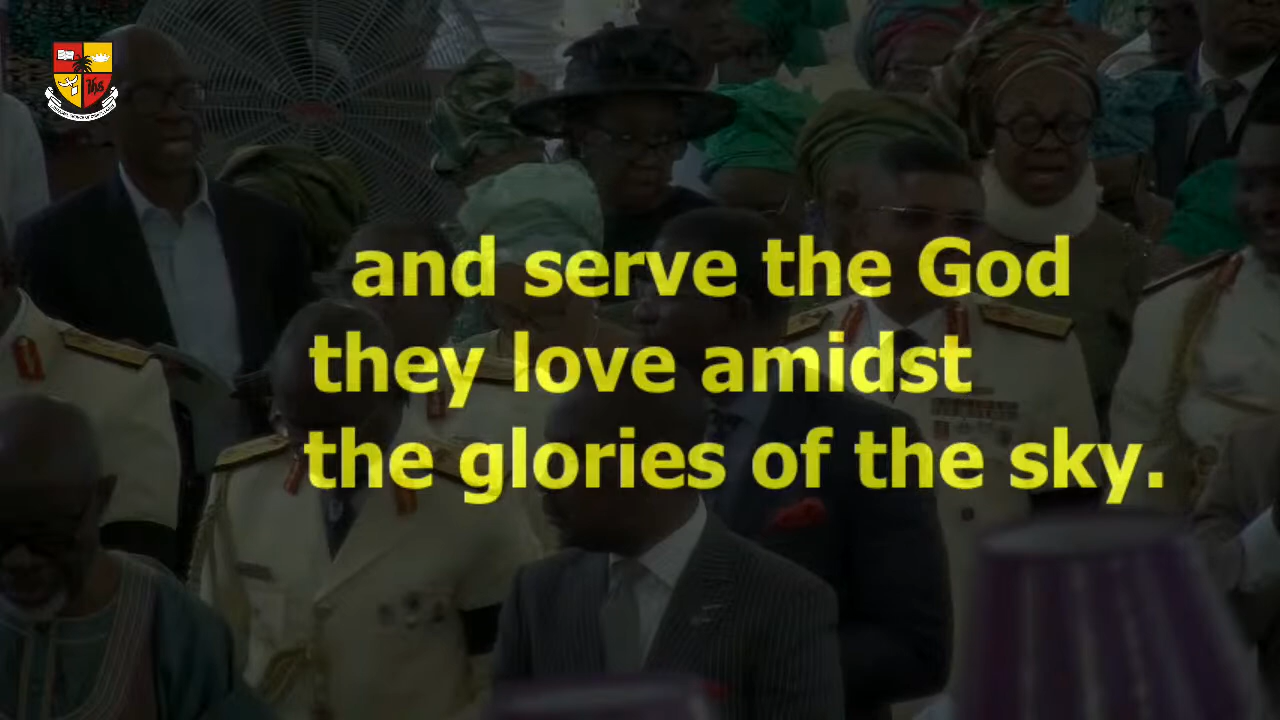 and serve the God
they love amidst
the glories of the sky.